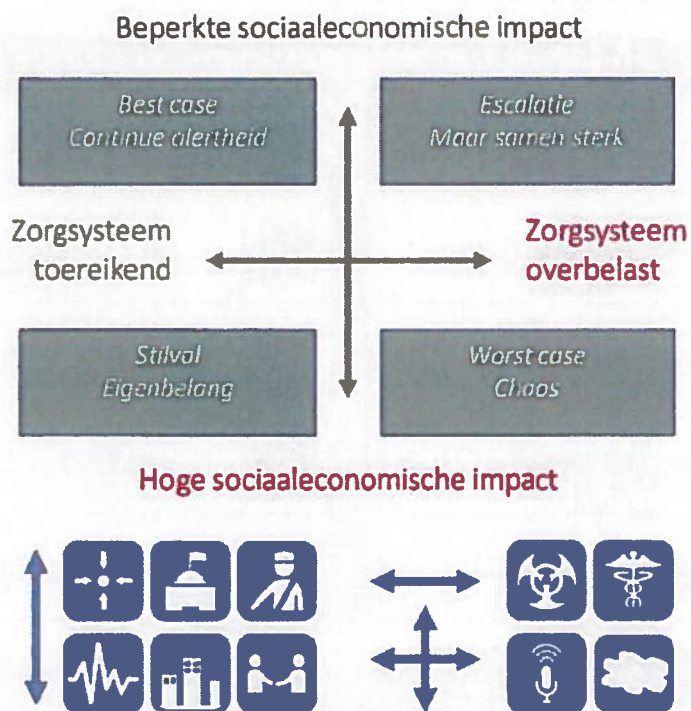 Beperkte sociaaleconomische impact
Best case
Continue alertheid
Escalatie
Maar samen sterk
Zorgsysteem
toereikend
Zorgsysteem
overbelast
Stilval
Eigenbelang
Worst case
Chaos
Hoge sociaaleconomische impact